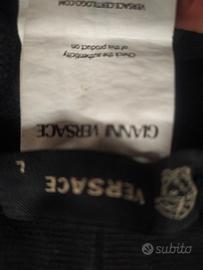 Check the authenticity
of this product on
VERSACE.CERTILOGO.COM
GIANNI VERSACE
VERSACE
L
subito